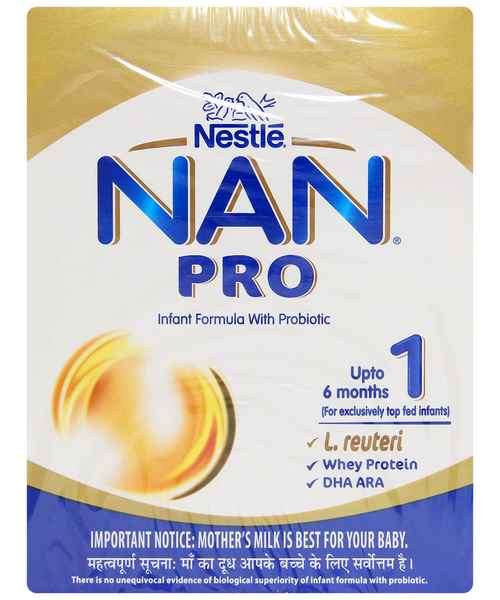 Nestlé
NAN®
PRO
Infant Formula With Probiotic
1
Upto
6 months
(For exclusively top fed infants)
✓ L. reuteri
✓ Whey Protein
✓ DHA ARA
IMPORTANT NOTICE: MOTHER'S MILK IS BEST FOR YOUR BABY.
महत्वपूर्ण सूचना: माँ का दूध आपके बच्चे के लिए सर्वोत्तम है।
There is no unequivocal evidence of biological superiority of infant formula with probiotic.